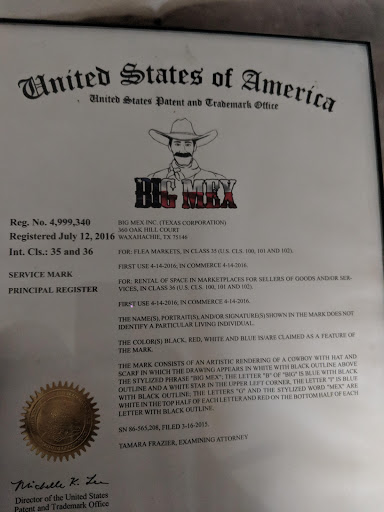 United States of America
United States Patent and Trademark Office
BIG MEX
Reg. No. 4,999,340
Registered July 12, 2016
Int. Cls.: 35 and 36
SERVICE MARK
PRINCIPAL REGISTER
BIG MEX INC. (TEXAS CORPORATION)
360 OAK HILL COURT
WAXAHACHIE, TX 75146
FOR: FLEA MARKETS, IN CLASS 35 (U.S. CLS. 100, 101 AND 102).
FIRST USE 4-14-2016; IN COMMERCE 4-14-2016.
FOR: RENTAL OF SPACE IN MARKETPLACES FOR SELLERS OF GOODS AND/OR SER-
VICES, IN CLASS 36 (U.S. CLS. 100, 101 AND 102).
FIRST USE 4-14-2016; IN COMMERCE 4-14-2016.
THE NAME(S), PORTRAIT(S), AND/OR SIGNATURE(S) SHOWN IN THE MARK DOES NOT
IDENTIFY A PARTICULAR LIVING INDIVIDUAL.
THE COLOR(S) BLACK, RED, WHITE AND BLUE IS/ARE CLAIMED AS A FEATURE OF
THE MARK.
THE MARK CONSISTS OF AN ARTISTIC RENDERING OF A COWBOY WITH HAT AND
SCARF IN WHICH THE DRAWING APPEARS IN WHITE WITH BLACK OUTLINE ABOVE
THE STYLIZED PHRASE "BIG MEX"; THE LETTER "B" OF "BIG" IS BLUE WITH BLACK
OUTLINE AND A WHITE STAR IN THE UPPER LEFT CORNER. THE LETTER "I" IS BLUE
WITH BLACK OUTLINE; THE LETTERS "G" AND THE STYLIZED WORD "MEX" ARE
WHITE IN THE TOP HALF OF EACH LETTER AND RED ON THE BOTTOM HALF OF EACH
LETTER WITH BLACK OUTLINE.
SN 86-565,208, FILED 3-16-2015.
TAMARA FRAZIER, EXAMINING ATTORNEY
Michelle K. Lee
Director of the United States
Patent and Trademark Office